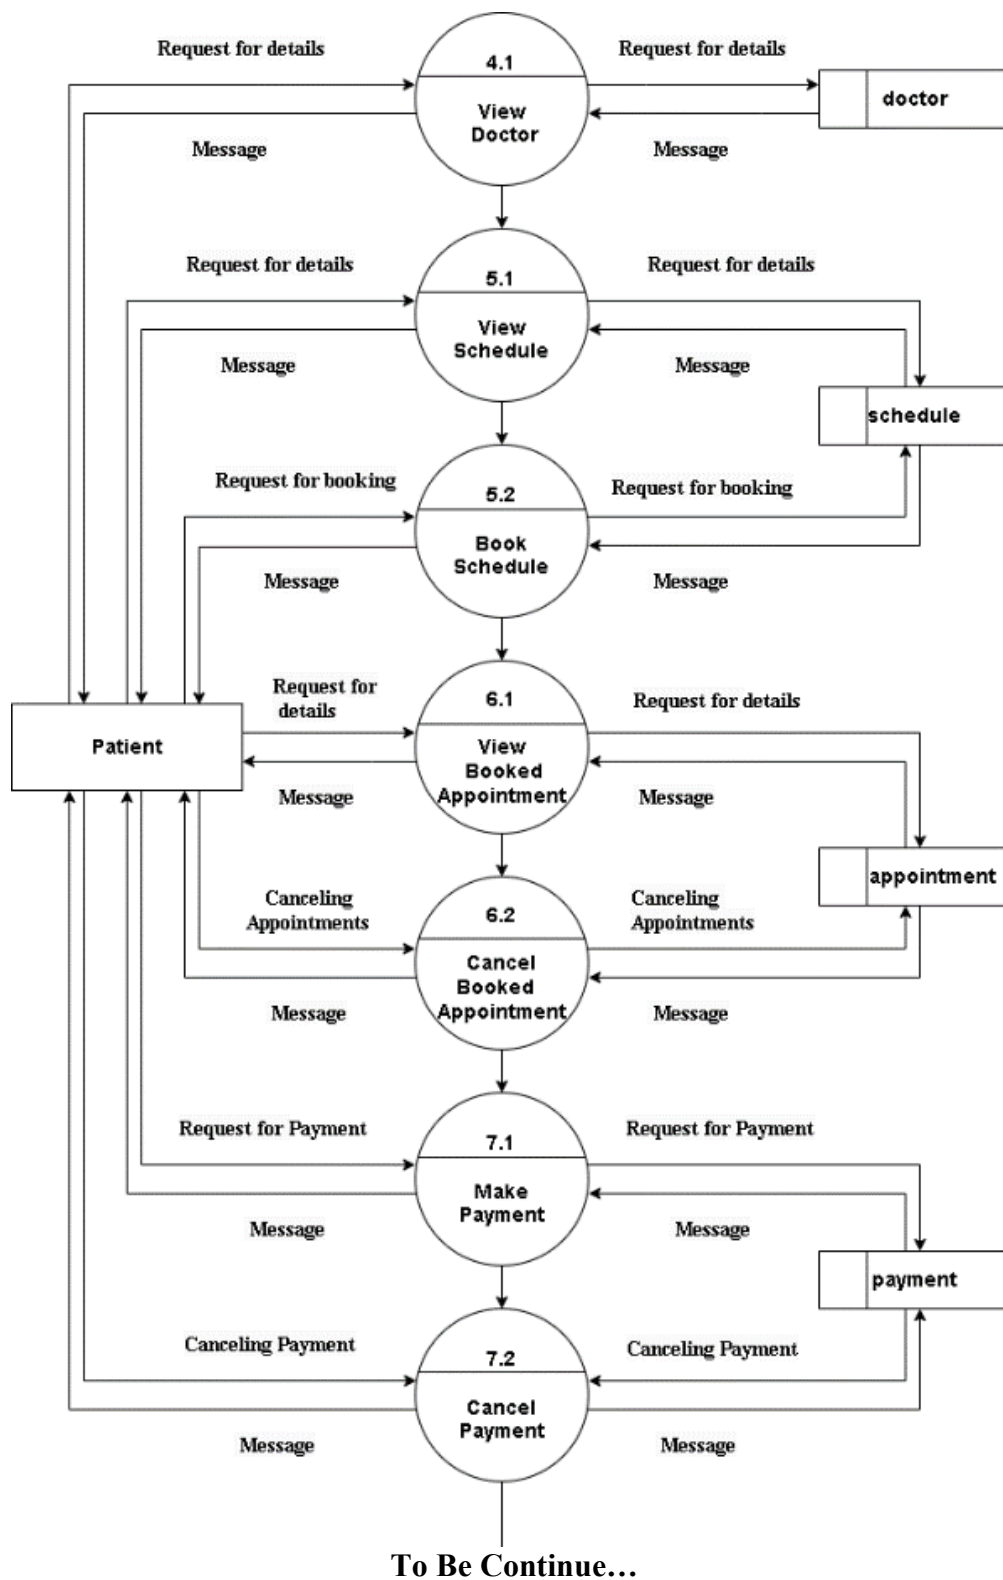 Request for details
4.1
Request for details
View
Doctor
doctor
Message
Message
Request for details
5.1
Request for details
View
Schedule
Message
Message
schedule
Request for booking
5.2
Request for booking
Book
Schedule
Message
Message
Request for
details
6.1
Request for details
Patient
View
Booked
Appointment
Message
Message
appointment
Canceling
Appointments
6.2
Canceling
Appointments
Cancel
Booked
Appointment
Message
Message
Request for Payment
7.1
Request for Payment
Make
Payment
Message
Message
payment
Canceling Payment
7.2
Canceling Payment
Cancel
Payment
Message
Message
To Be Continue…